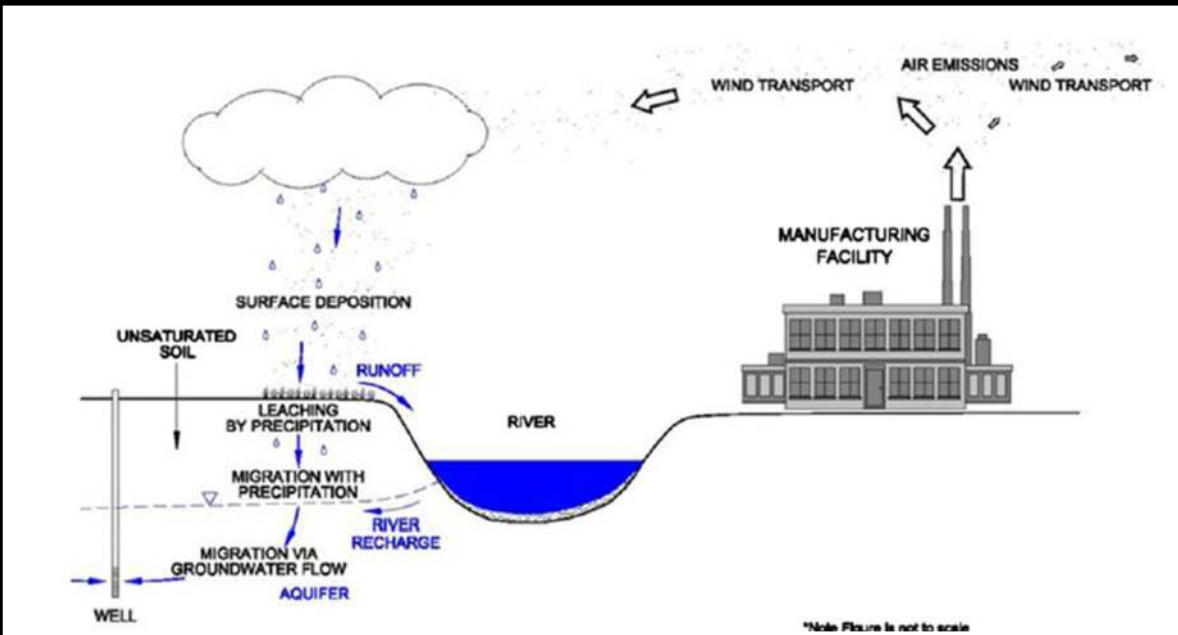 AIR EMISSIONS
WIND TRANSPORT
WIND TRANSPORT
MANUFACTURING
FACILITY
SURFACE DEPOSITION
UNSATURATED
SOIL
RUNOFF
LEACHING
BY PRECIPITATION
RIVER
MIGRATION WITH
PRECIPITATION
RIVER
RECHARGE
MIGRATION VIA
GROUNDWATER FLOW
AQUIFER
WELL
*Note Figure is not to scale